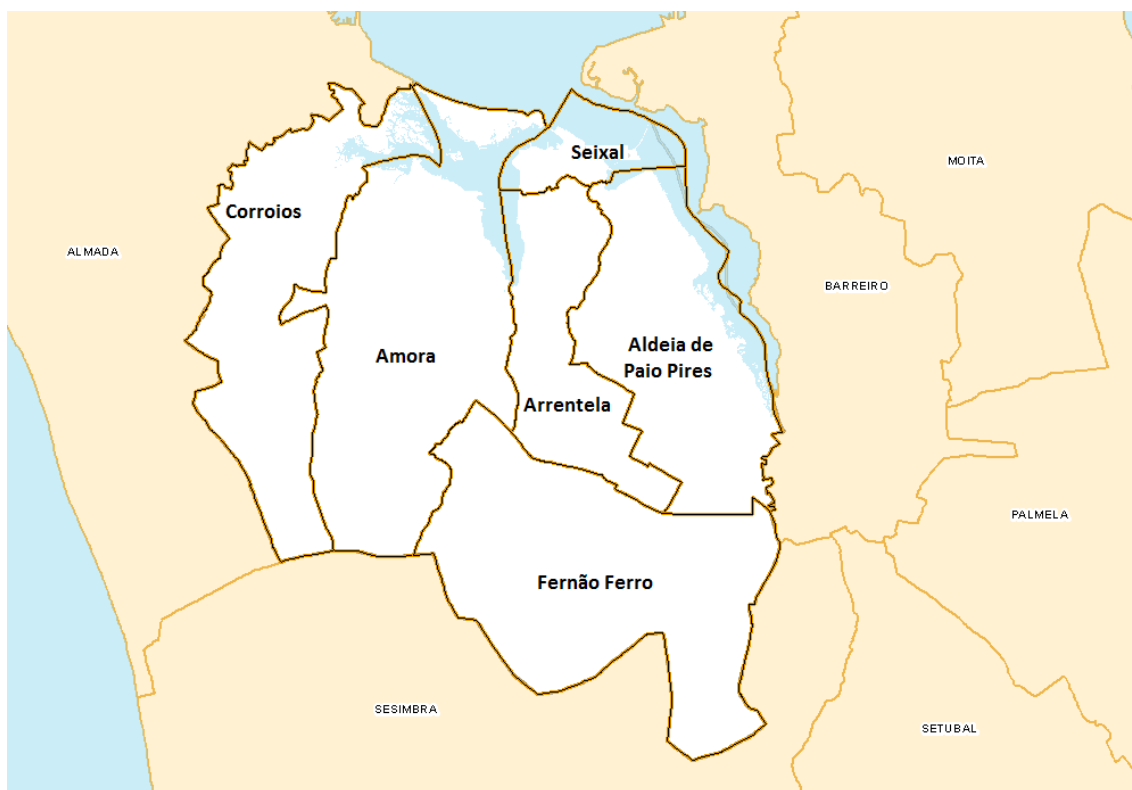 Seixal
MOITA
Corroios
ALMADA
BARREIRO
Aldeia de
Paio Pires
Amora
Arrentela
PALMELA
Fernão Ferro
SESIMBRA
SETUBAL